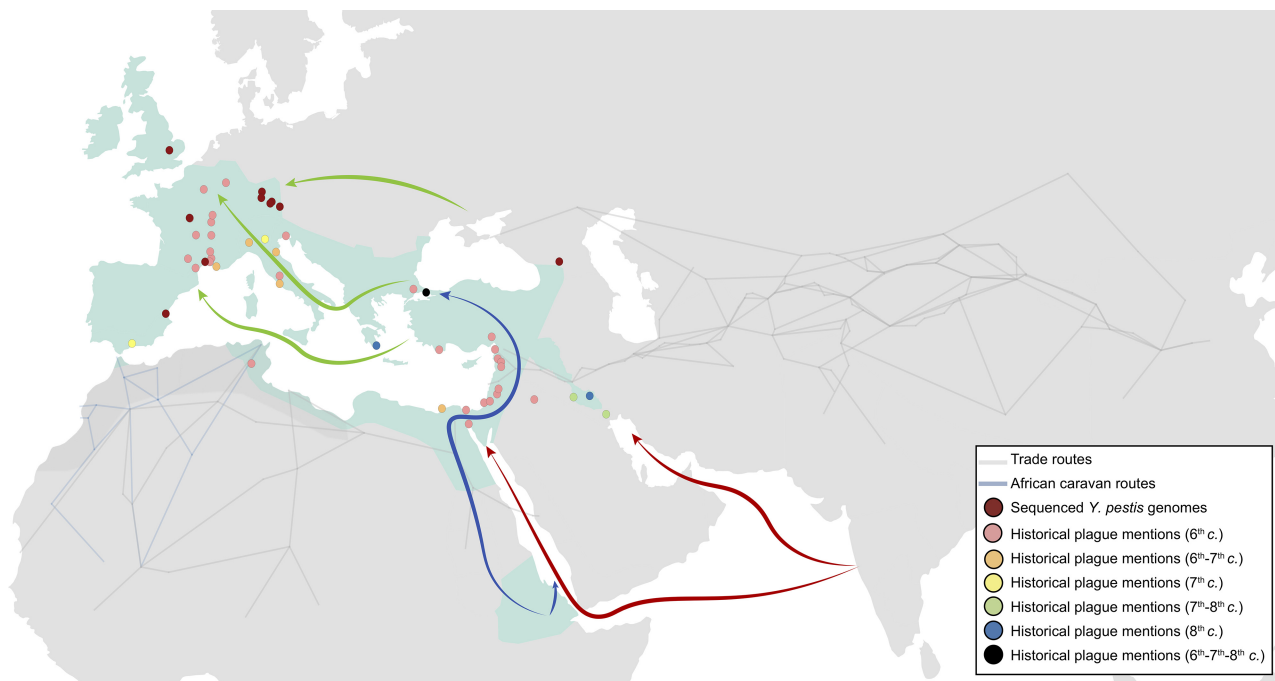 Trade routes
African caravan routes
Sequenced Y. pestis genomes
Historical plague mentions (6th c.)
Historical plague mentions (6th-7th c.)
Historical plague mentions (7th c.)
Historical plague mentions (7th-8th c.)
Historical plague mentions (8th c.)
Historical plague mentions (6th-7th-8th c.)